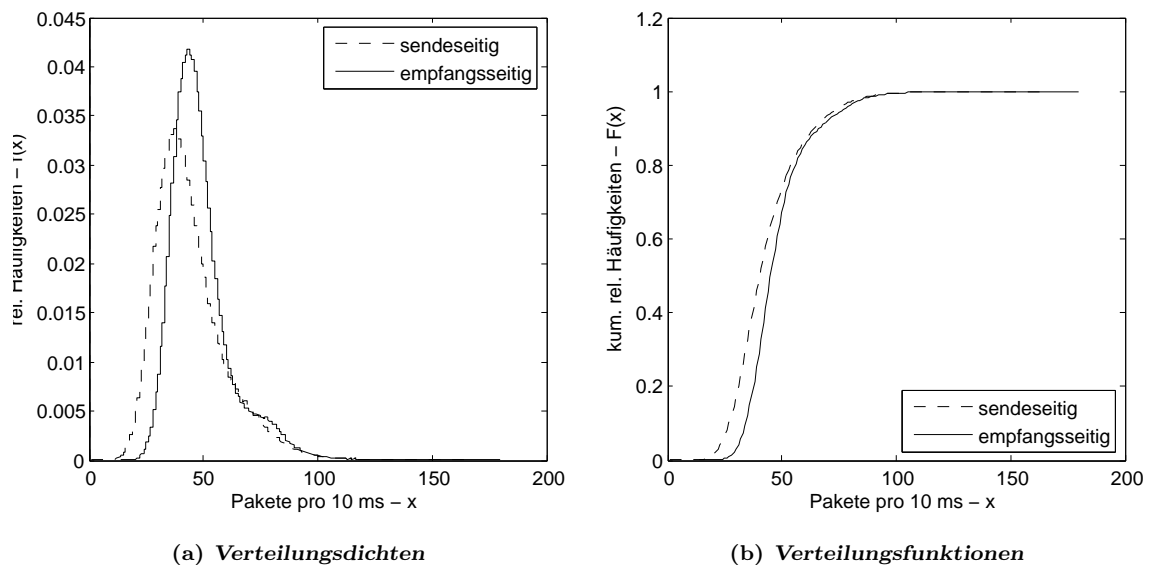 0.045
0.04
0.035
0.03
0.025
0.02
0.015
0.01
0.005
0
rel. Häufigkeiten – f(x)
sendeseitig
empfangsseitig
0 50 100 150 200
Pakete pro 10 ms – x
(a) Verteilungsdichten
1.2
1
0.8
0.6
0.4
0.2
0
kum. rel. Häufigkeiten – F(x)
sendeseitig
empfangsseitig
0 50 100 150 200
Pakete pro 10 ms – x
(b) Verteilungsfunktionen